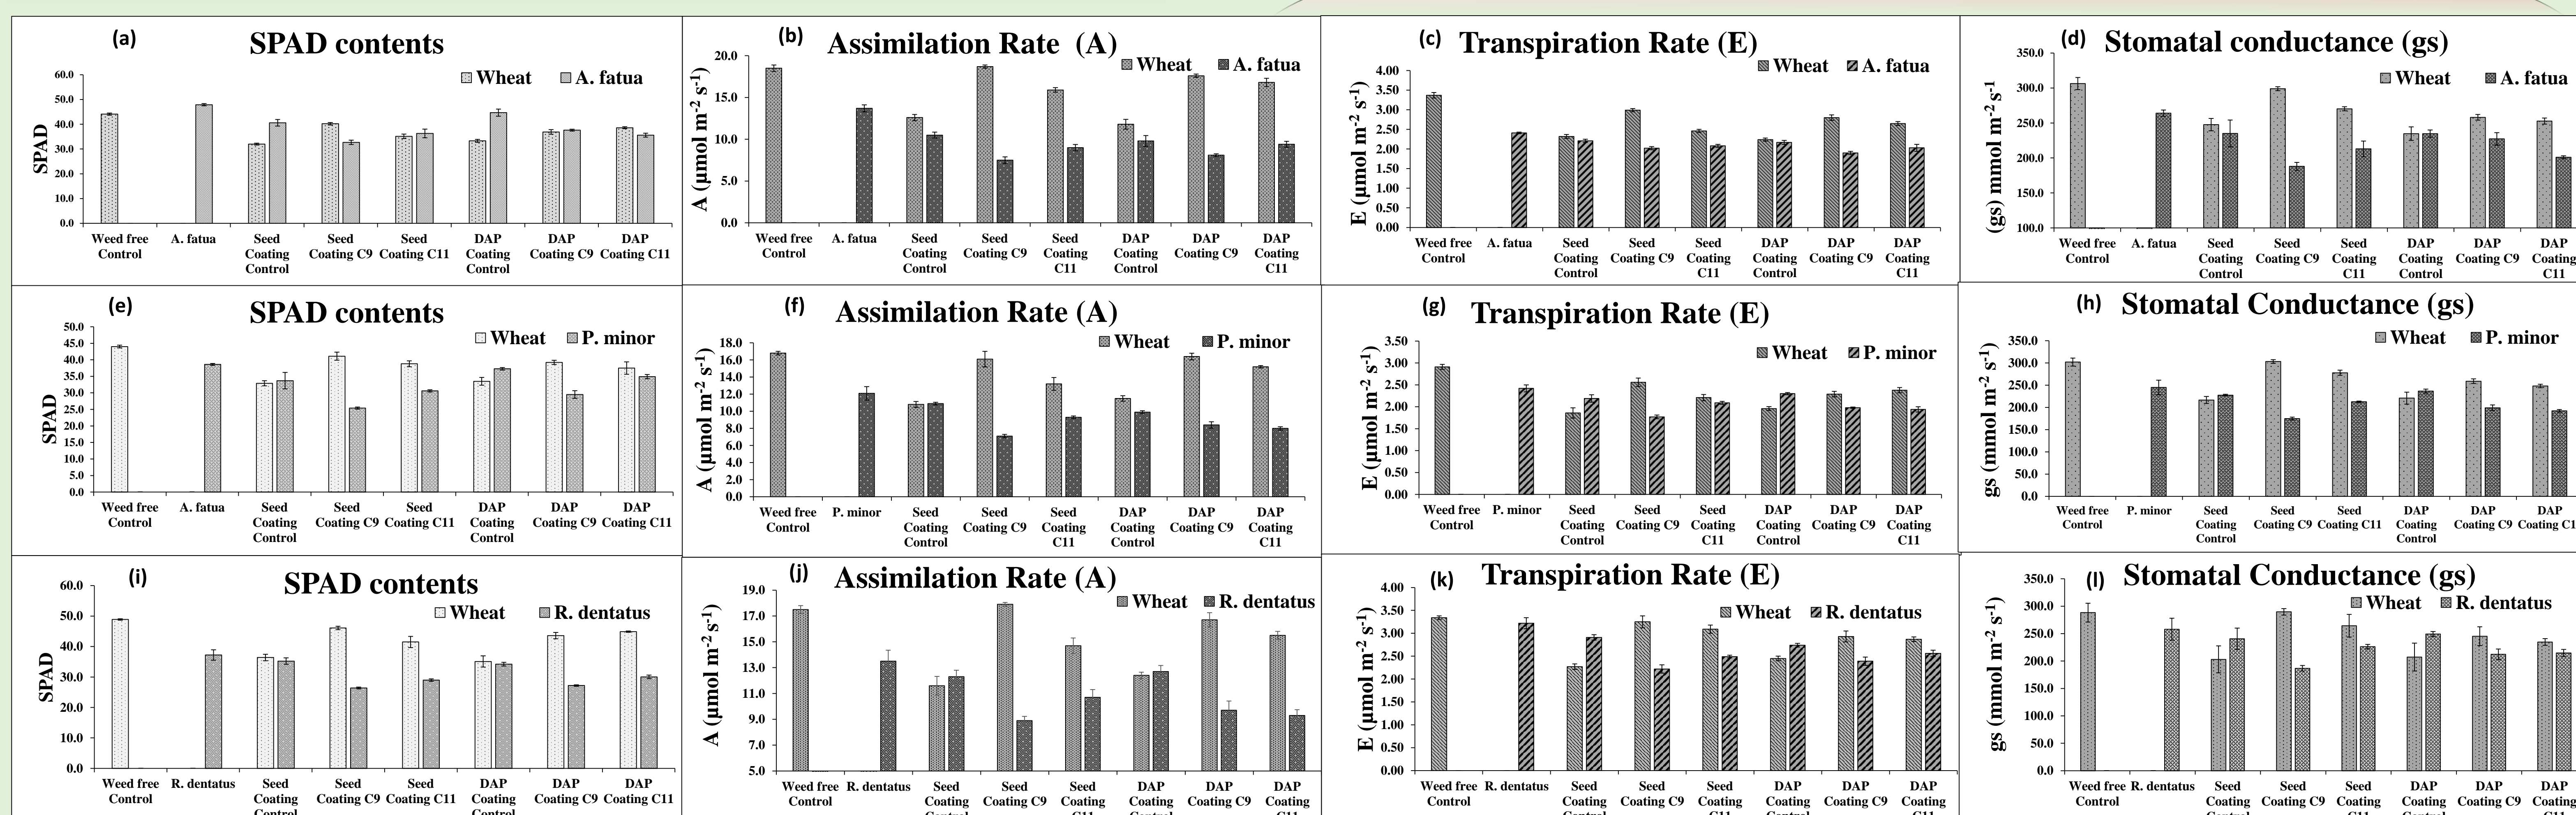 (a) SPAD contents
Wheat A. fatua
SPAD
60.0
50.0
40.0
30.0
20.0
10.0
0.0
Weed free A. fatua Seed Seed Seed DAP DAP DAP
Control Coating Coating C9 Coating C11 Coating Coating C9 Coating C11
Control Control
(b) Assimilation Rate (A)
Wheat A. fatua
A (µmol m-2 s-1)
20.0
15.0
10.0
5.0
0.0
Weed free A. fatua Seed Seed Seed DAP DAP DAP
Control Coating Coating C9 Coating Coating Coating C9 Coating
Control C11 Control C11
(c) Transpiration Rate (E)
Wheat A. fatua
E (µmol m-2 s-1)
4.00
3.50
3.00
2.50
2.00
1.50
1.00
0.50
0.00
Weed free A. fatua Seed Seed Seed DAP DAP DAP
Control Coating Coating C9 Coating Coating Coating C9 Coating
Control C11 Control C11
(d) Stomatal conductance (gs)
Wheat A. fatua
(gs) mmol m-2 s-1
350.0
300.0
250.0
200.0
150.0
100.0
Weed free A. fatua Seed Seed Seed DAP DAP DAP
Control Coating Coating C9 Coating Coating Coating C9 Coating
Control C11 Control C11
(e) SPAD contents
Wheat P. minor
SPAD
50.0
45.0
40.0
35.0
30.0
25.0
20.0
15.0
10.0
5.0
0.0
Weed free A. fatua Seed Seed Seed DAP DAP DAP
Control Coating Coating C9 Coating C11 Coating Coating C9 Coating C11
Control Control
(f) Assimilation Rate (A)
Wheat P. minor
A (µmol m-2 s-1)
18.0
16.0
14.0
12.0
10.0
8.0
6.0
4.0
2.0
0.0
Weed free P. minor Seed Seed Seed DAP DAP DAP
Control Coating Coating C9 Coating Coating Coating C9 Coating
Control C11 Control C11
(g) Transpiration Rate (E)
Wheat P. minor
E (µmol m-2 s-1)
3.50
3.00
2.50
2.00
1.50
1.00
0.50
0.00
Weed free P. minor Seed Seed Seed DAP DAP DAP
Control Coating Coating C9 Coating Coating Coating C9 Coating
Control C11 Control C11
(h) Stomatal Conductance (gs)
Wheat P. minor
gs (mmol m-2 s-1)
350.0
300.0
250.0
200.0
150.0
100.0
50.0
0.0
Weed free P. minor Seed Seed Seed DAP DAP DAP
Control Coating Coating C9 Coating C11 Coating Coating C9 Coating C1
Control Control
(i) SPAD contents
Wheat R. dentatus
SPAD
60.0
50.0
40.0
30.0
20.0
10.0
0.0
Weed free R. dentatus Seed Seed Seed DAP DAP DAP
Control Coating Coating C9 Coating C11 Coating Coating C9 Coating C11
Control Control
(j) Assimilation Rate (A)
Wheat R. dentatus
A (µmol m-2 s-1)
19.0
17.0
15.0
13.0
11.0
9.0
7.0
5.0
Weed free R. dentatus Seed Seed Seed DAP DAP DAP
Control Coating Coating C9 Coating Coating Coating C9 Coating
Control C11 Control C11
(k) Transpiration Rate (E)
Wheat R. dentatus
E (µmol m-2 s-1)
4.00
3.50
3.00
2.50
2.00
1.50
1.00
0.50
0.00
Weed free R. dentatus Seed Seed Seed DAP DAP DAP
Control Coating Coating C9 Coating Coating Coating C9 Coating
Control C11 Control C11
(l) Stomatal Conductance (gs)
Wheat R. dentatus
gs (mmol m-2 s-1)
350.0
300.0
250.0
200.0
150.0
100.0
50.0
0.0
Weed free R. dentatus Seed Seed Seed DAP DAP DAP
Control Coating Coating C9 Coating Coating Coating C9 Coating
Control C11 Control C11